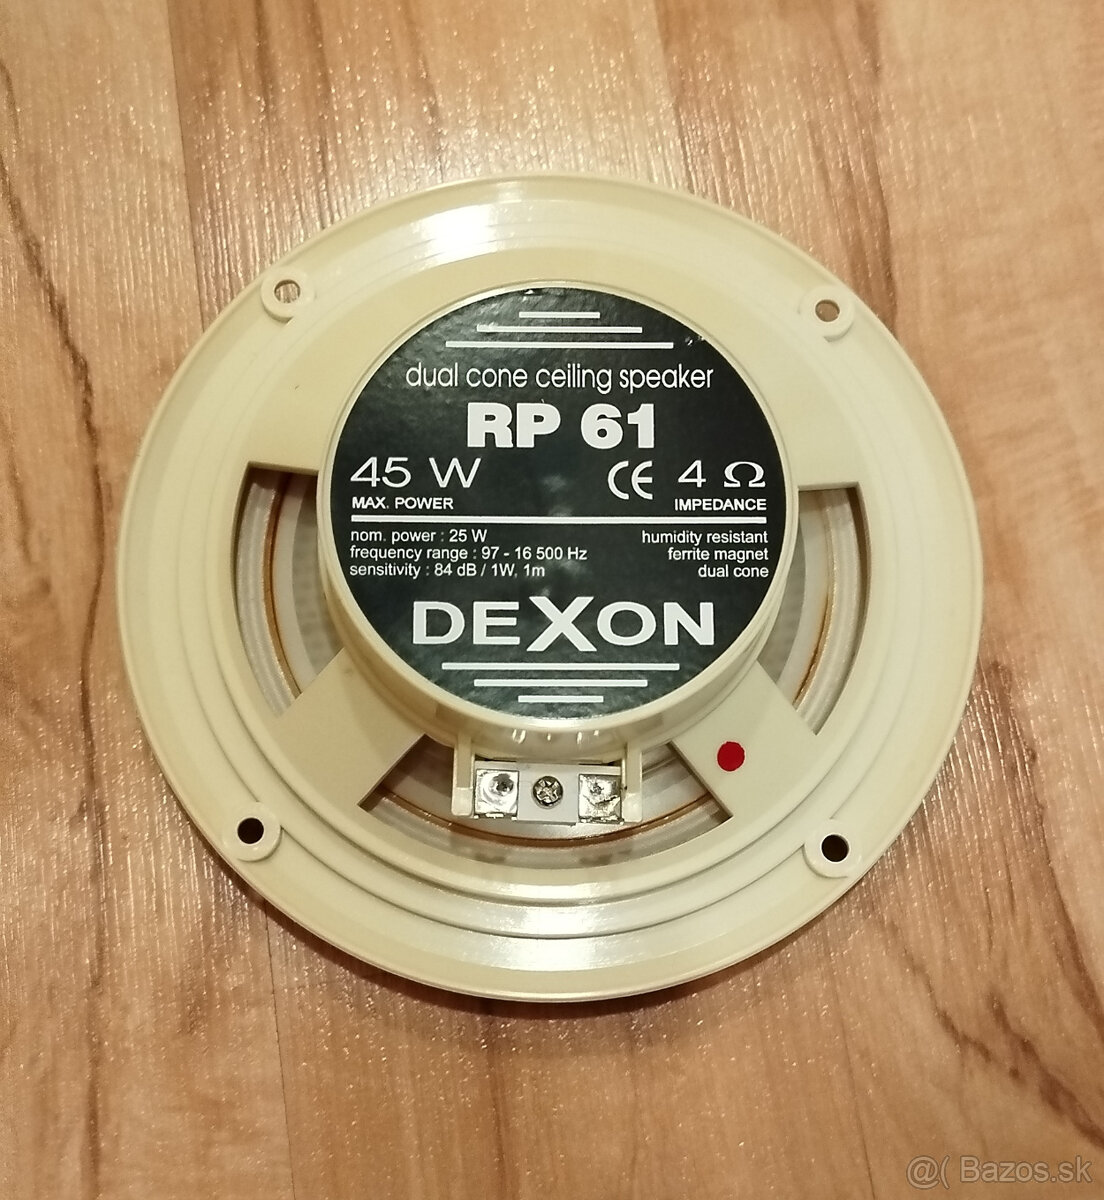 dual cone ceiling speaker
RP 61
45 W CE 4 Ω
MAX. POWER IMPEDANCE
nom. power : 25 W humidity resistant
frequency range : 97 - 16 500 Hz ferrite magnet
sensitivity : 84 dB / 1W, 1m dual cone
DEXON
@( Bazos.sk